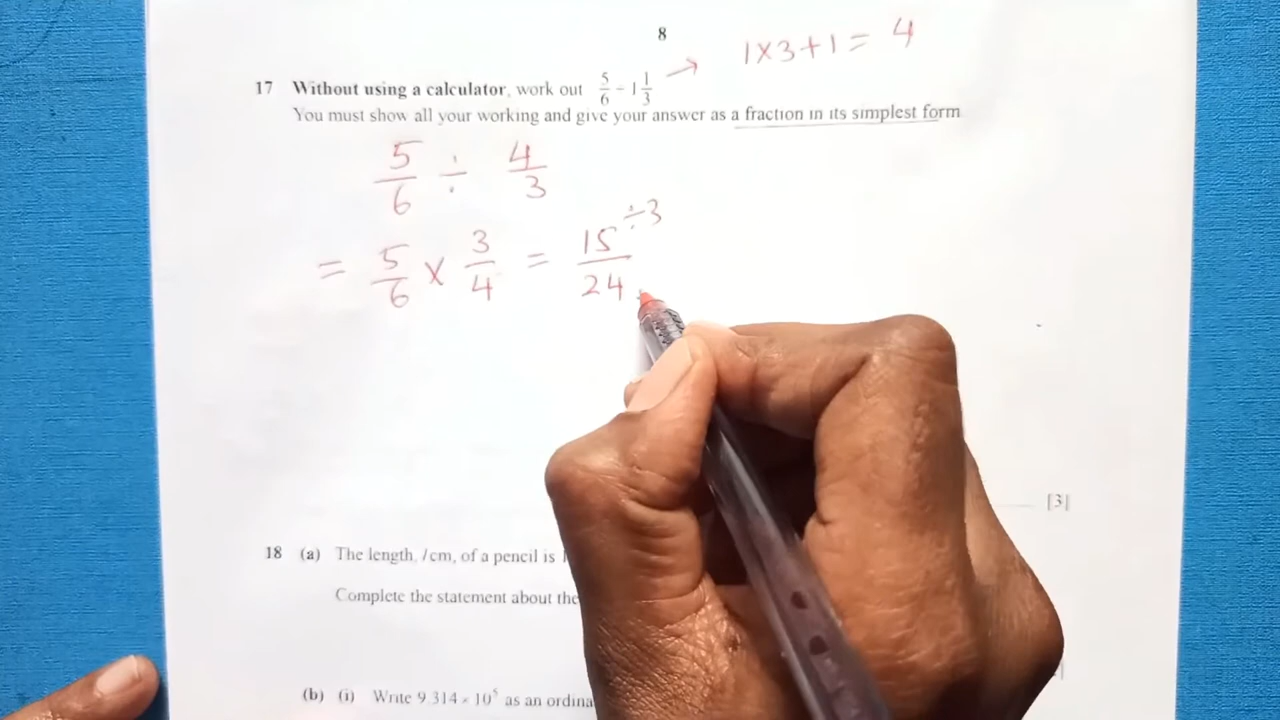 8
1 x 3 + 1 = 4
17 Without using a calculator, work out 5/6 ÷ 1 1/3 →
You must show all your working and give your answer as a fraction in its simplest form
5/6 ÷ 4/3
= 5/6 x 3/4 = 15/24 ÷3
[3]
18 (a) The length, l cm, of a pencil is
Complete the statement about the
(b) (i) Write 9.314 × as an